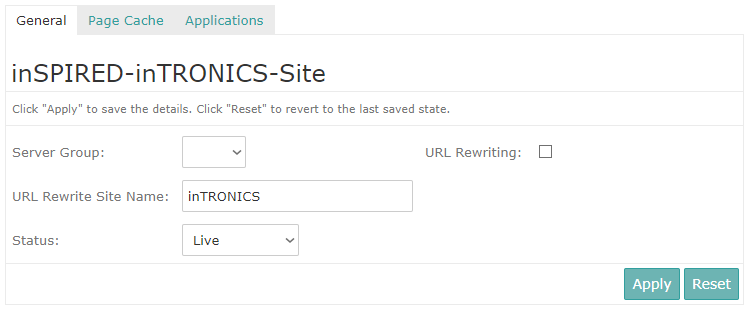 General Page Cache Applications
inSPIRED-inTRONICS-Site
Click "Apply" to save the details. Click "Reset" to revert to the last saved state.
Server Group: URL Rewriting:
URL Rewrite Site Name: inTRONICS
Status: Live
Apply Reset